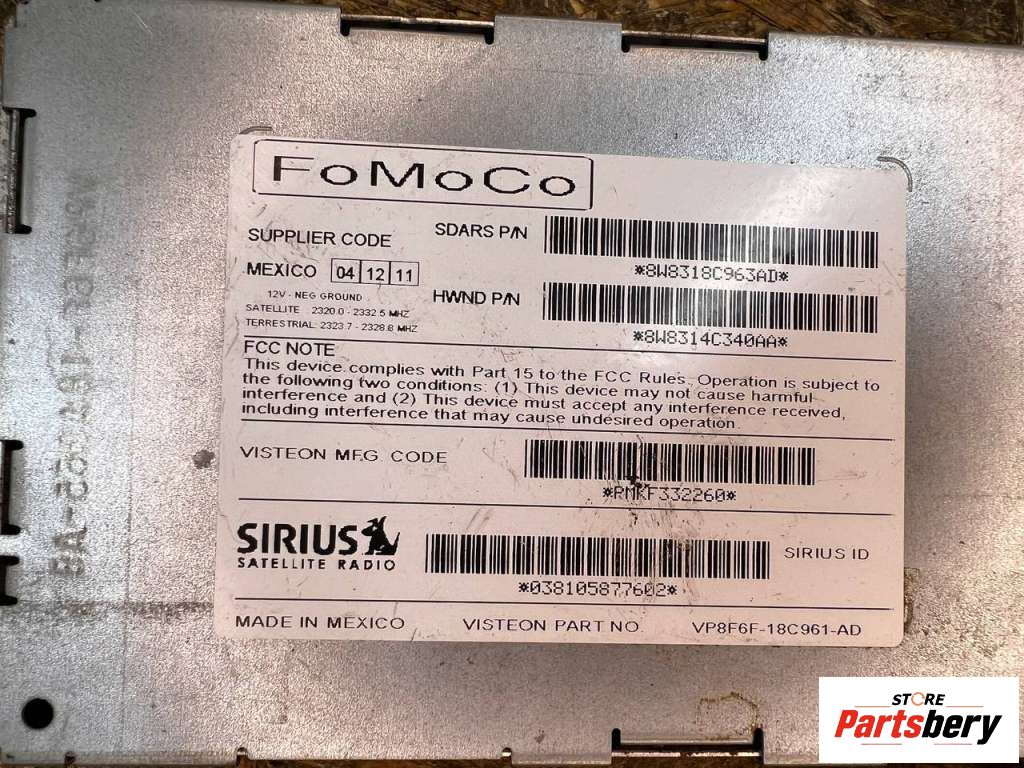 FoMoCo
SUPPLIER CODE
SDARS P/N
*8W8318C963AD*
MEXICO 04 12 11
12V - NEG GROUND
SATELLITE : 2320.0 - 2332.5 MHZ
TERRESTRIAL: 2323.7 - 2328.8 MHZ
HWND P/N
*8W8314C340AA*
FCC NOTE
This device complies with Part 15 to the FCC Rules. Operation is subject to
the following two conditions: (1) This device may not cause harmful
interference and (2) This device must accept any interference received,
including interference that may cause undesired operation.
VISTEON MFG. CODE
*RMKF332260*
SIRIUS
SATELLITE RADIO
*038105877602*
SIRIUS ID
MADE IN MEXICO VISTEON PART NO. VP8F6F-18C961-AD
STORE
Partsbery